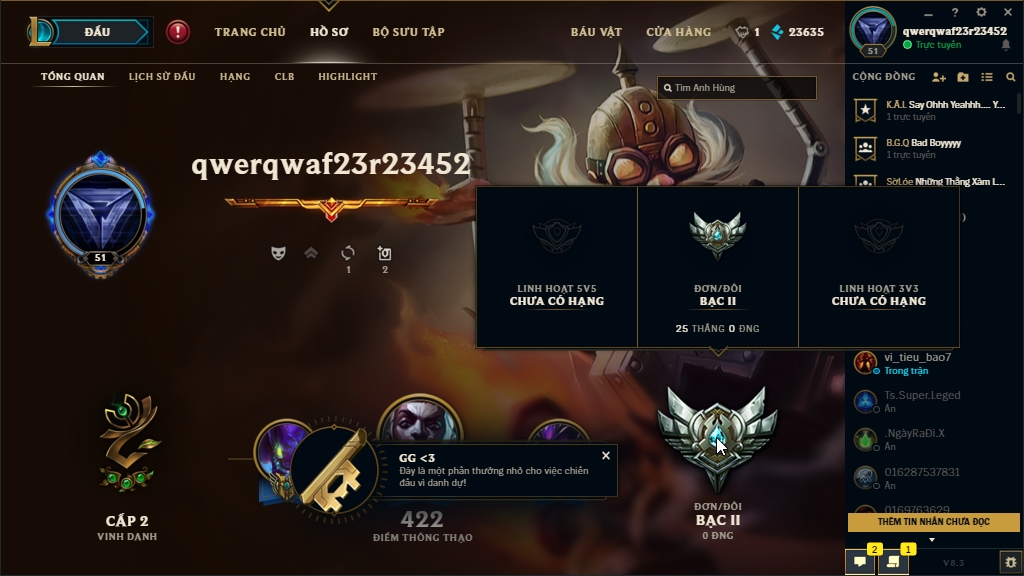 ĐẤU
TRANG CHỦ
HỒ SƠ
BỘ SƯU TẬP
BÁU VẬT
CỬA HÀNG
1
23635
qwerqwaf23r23452
51
Trực tuyến
TỔNG QUAN
LỊCH SỬ ĐẤU
HẠNG
CLB
HIGHLIGHT
Tìm Anh Hùng
CỘNG ĐỒNG
K.Ã.L Say Ohhh Yeahhh.... Y...
1 trực tuyến
B.G.Q Bad Boyyyyy
1 trực tuyến
SờLóe Những Thằng Xàm L...
qwerqwaf23r23452
51
1
2
LINH HOẠT 5V5
CHƯA CÓ HẠNG
ĐƠN/ĐÔI
BẠC II
25 THẮNG 0 ĐNG
LINH HOẠT 3V3
CHƯA CÓ HẠNG
vi_tieu_bao7
Trong trận
Ts.Super.Leged
Ẩn
.NgàyRaĐi.X
Ẩn
016287537831
Ẩn
0169763629
THÊM TIN NHẮN CHƯA ĐỌC
GG <3
Đây là một phần thưởng nhỏ cho việc chiến
đấu vì danh dự!
CẤP 2
VINH DANH
422
ĐIỂM THÔNG THẠO
ĐƠN/ĐÔI
BẠC II
0 ĐNG
2
1
V8.3